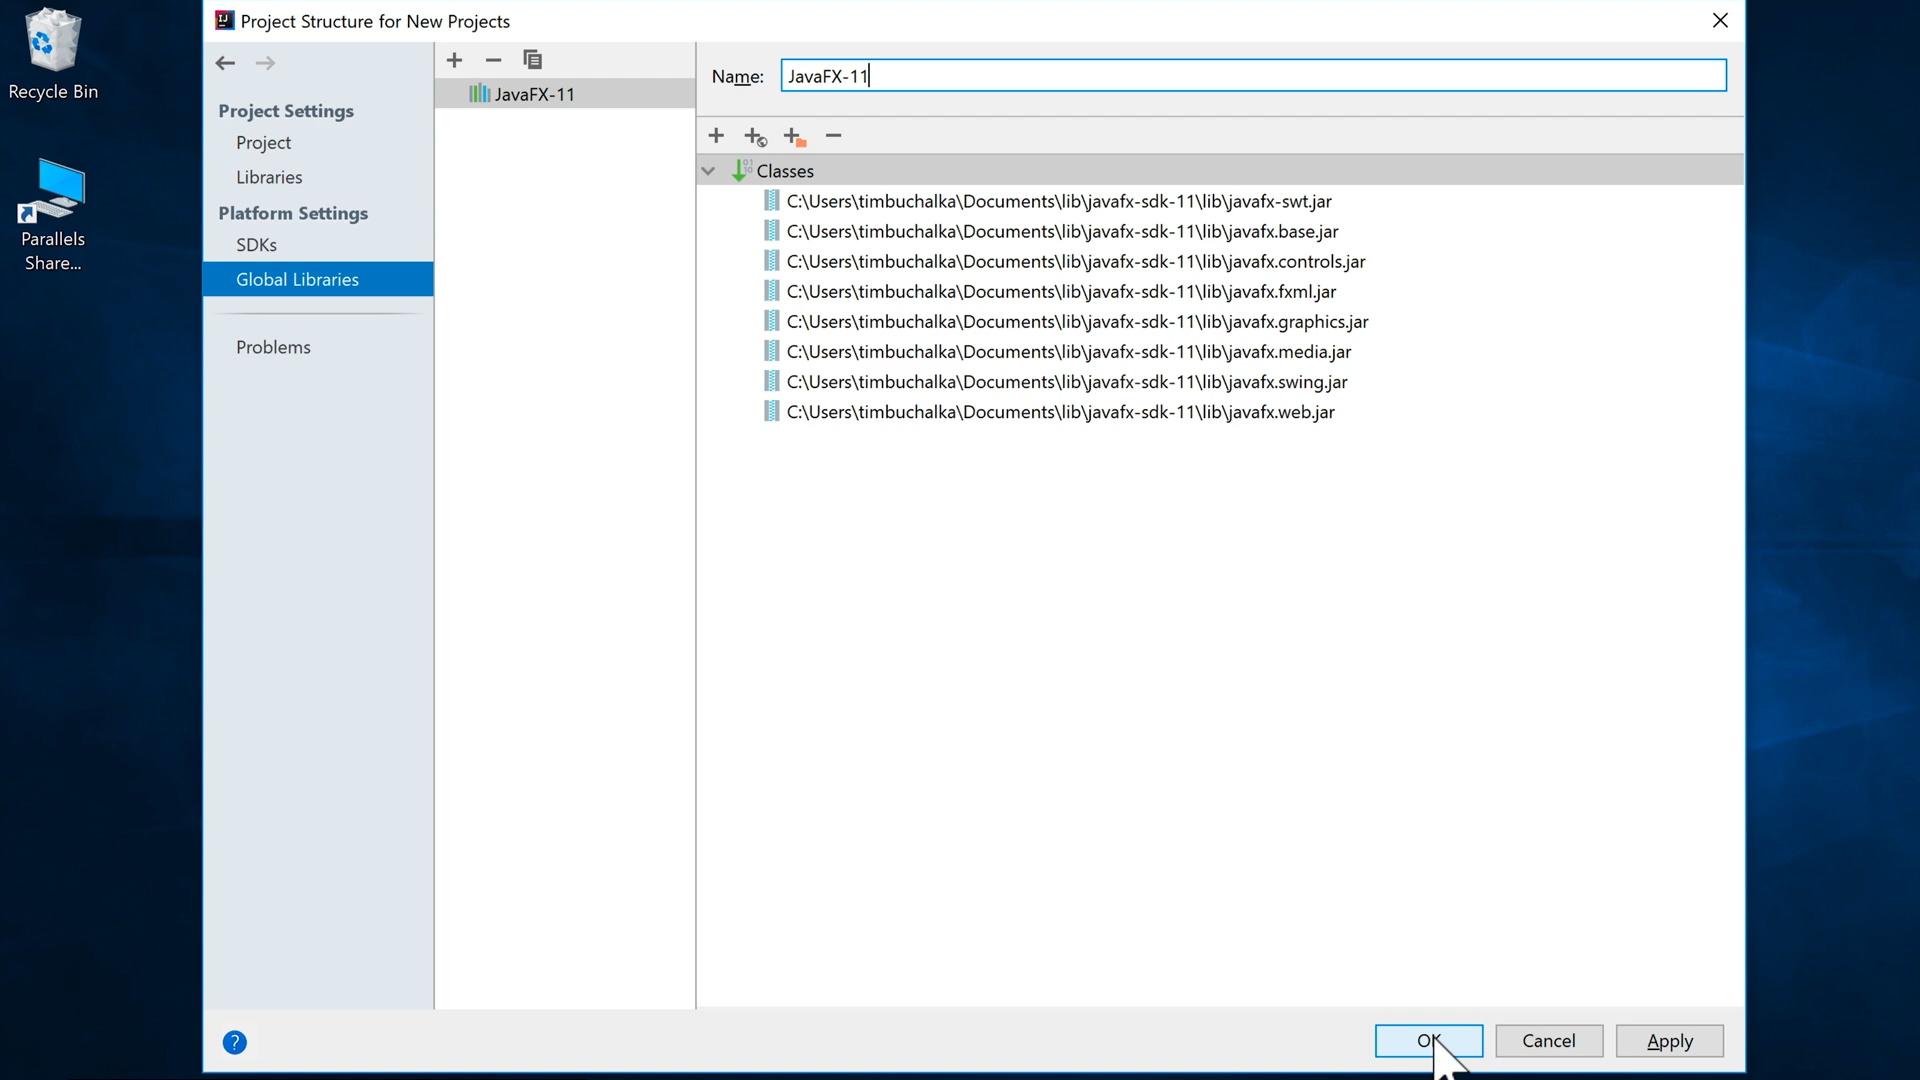 Recycle Bin
Parallels
Share...
Project Structure for New Projects
Project Settings
Project
Libraries
Platform Settings
SDKs
Global Libraries
Problems
JavaFX-11
Name: JavaFX-11
Classes
C:\Users\timbuchalka\Documents\lib\javafx-sdk-11\lib\javafx-swt.jar
C:\Users\timbuchalka\Documents\lib\javafx-sdk-11\lib\javafx.base.jar
C:\Users\timbuchalka\Documents\lib\javafx-sdk-11\lib\javafx.controls.jar
C:\Users\timbuchalka\Documents\lib\javafx-sdk-11\lib\javafx.fxml.jar
C:\Users\timbuchalka\Documents\lib\javafx-sdk-11\lib\javafx.graphics.jar
C:\Users\timbuchalka\Documents\lib\javafx-sdk-11\lib\javafx.media.jar
C:\Users\timbuchalka\Documents\lib\javafx-sdk-11\lib\javafx.swing.jar
C:\Users\timbuchalka\Documents\lib\javafx-sdk-11\lib\javafx.web.jar
OK Cancel Apply